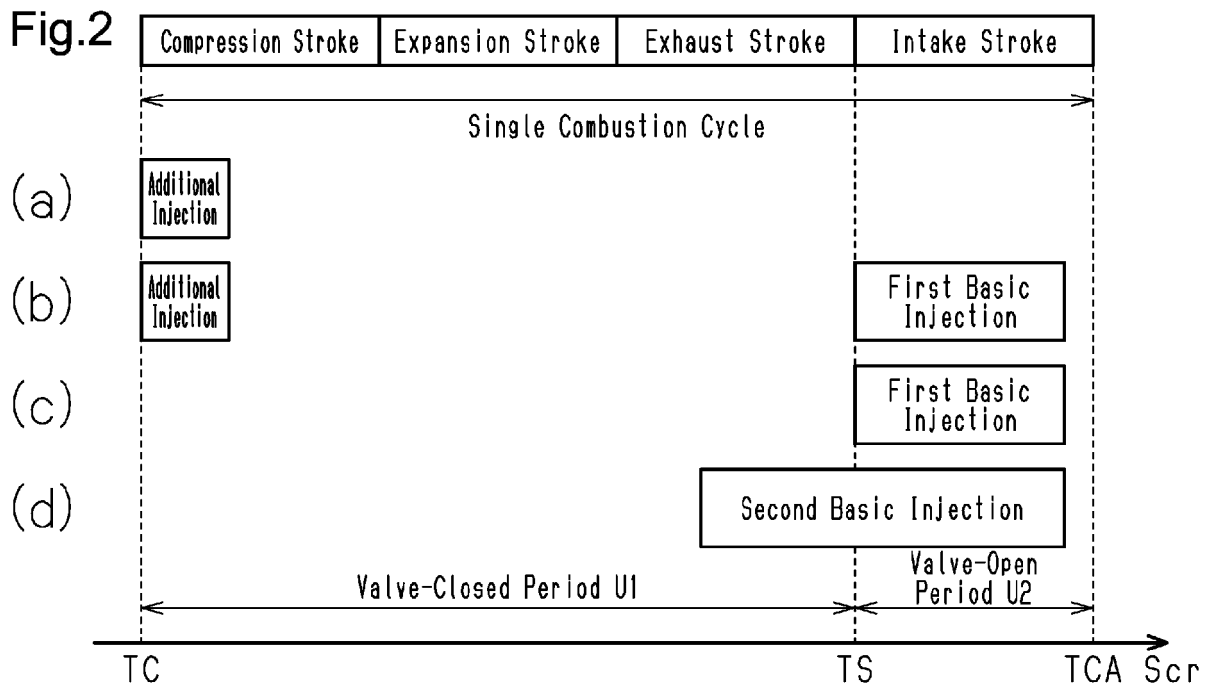 Fig.2
Compression Stroke
Expansion Stroke
Exhaust Stroke
Intake Stroke
Single Combustion Cycle
(a)
Additional
Injection
(b)
Additional
Injection
First Basic
Injection
(c)
First Basic
Injection
(d)
Second Basic Injection
Valve-Closed Period U1
Valve-Open
Period U2
TC
TS
TCA
Scr